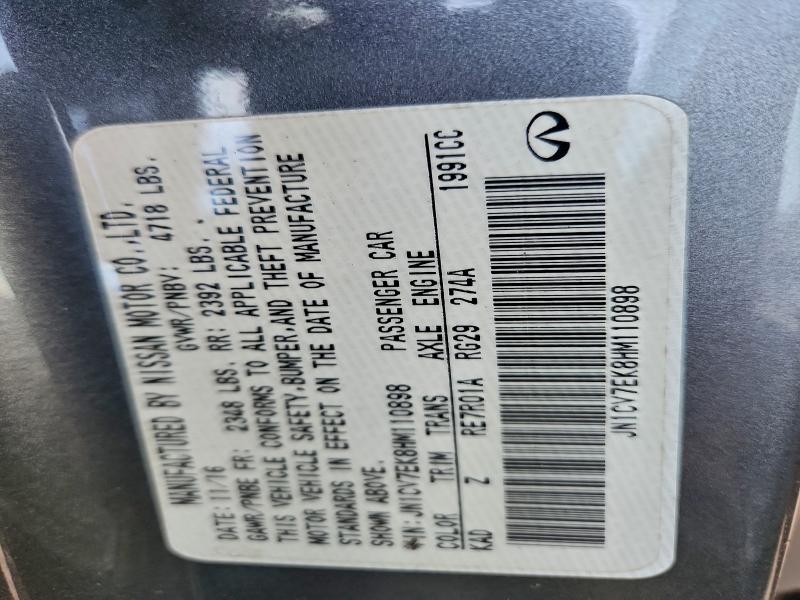 MANUFACTURED BY NISSAN MOTOR CO.,LTD.
DATE:11/16 GVWR/PNBV: 4718 LBS.
GAWR/PNBE FR: 2348 LBS. RR: 2392 LBS.
THIS VEHICLE CONFORMS TO ALL APPLICABLE FEDERAL
MOTOR VEHICLE SAFETY,BUMPER,AND THEFT PREVENTION
STANDARDS IN EFFECT ON THE DATE OF MANUFACTURE
SHOWN ABOVE.
VIN:JN1CV7EK8HM110898 PASSENGER CAR
COLOR TRIM TRANS AXLE ENGINE
KAD Z RE7R01A RG29 274A 1991CC
JN1CV7EK8HM110898